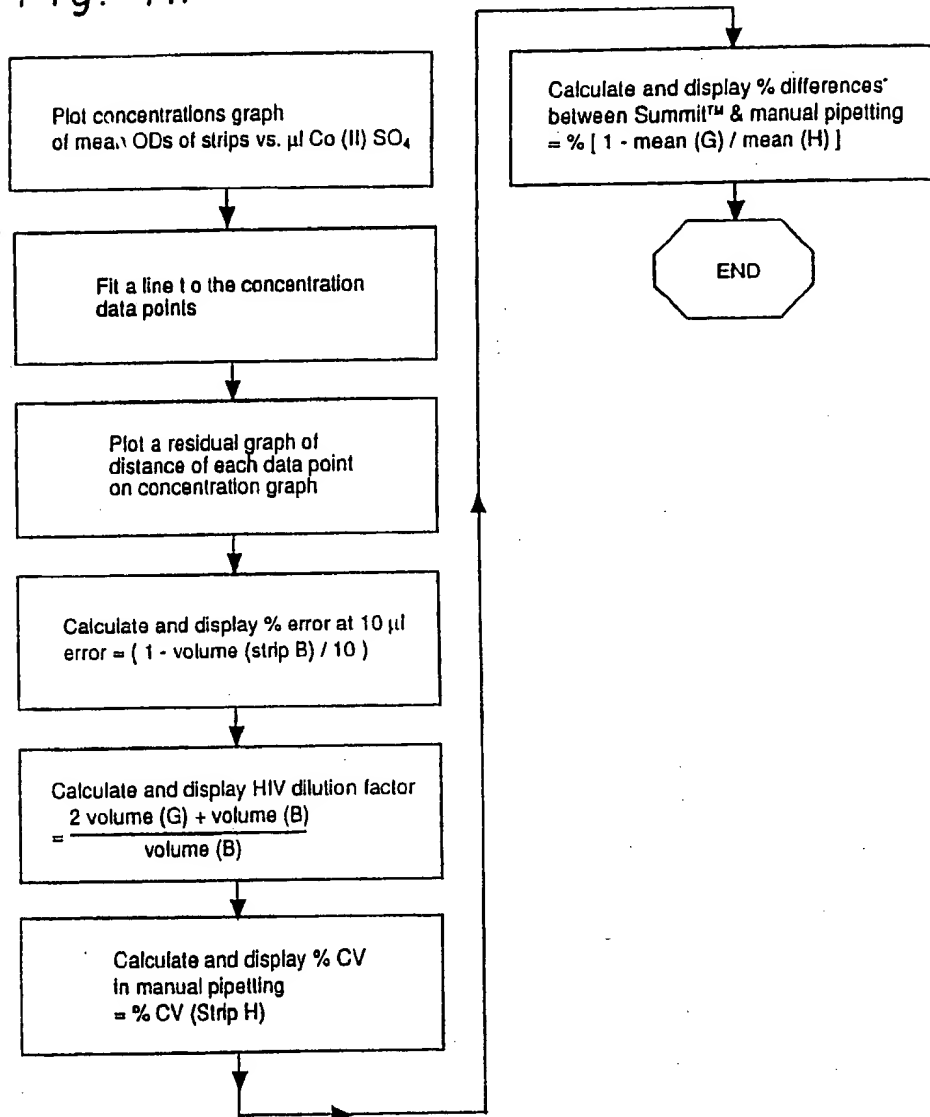 Fig.
Plot concentrations graph
of mean ODs of strips vs. µl Co (II) SO₄
Fit a line t o the concentration
data points
Plot a residual graph of
distance of each data point
on concentration graph
Calculate and display % error at 10 µl
error = ( 1 - volume (strip B) / 10 )
Calculate and display HIV dilution factor
= 2 volume (G) + volume (B)
volume (B)
Calculate and display % CV
in manual pipetting
= % CV (Strip H)
Calculate and display % differences
between Summit™ & manual pipetting
= % [ 1 - mean (G) / mean (H) ]
END